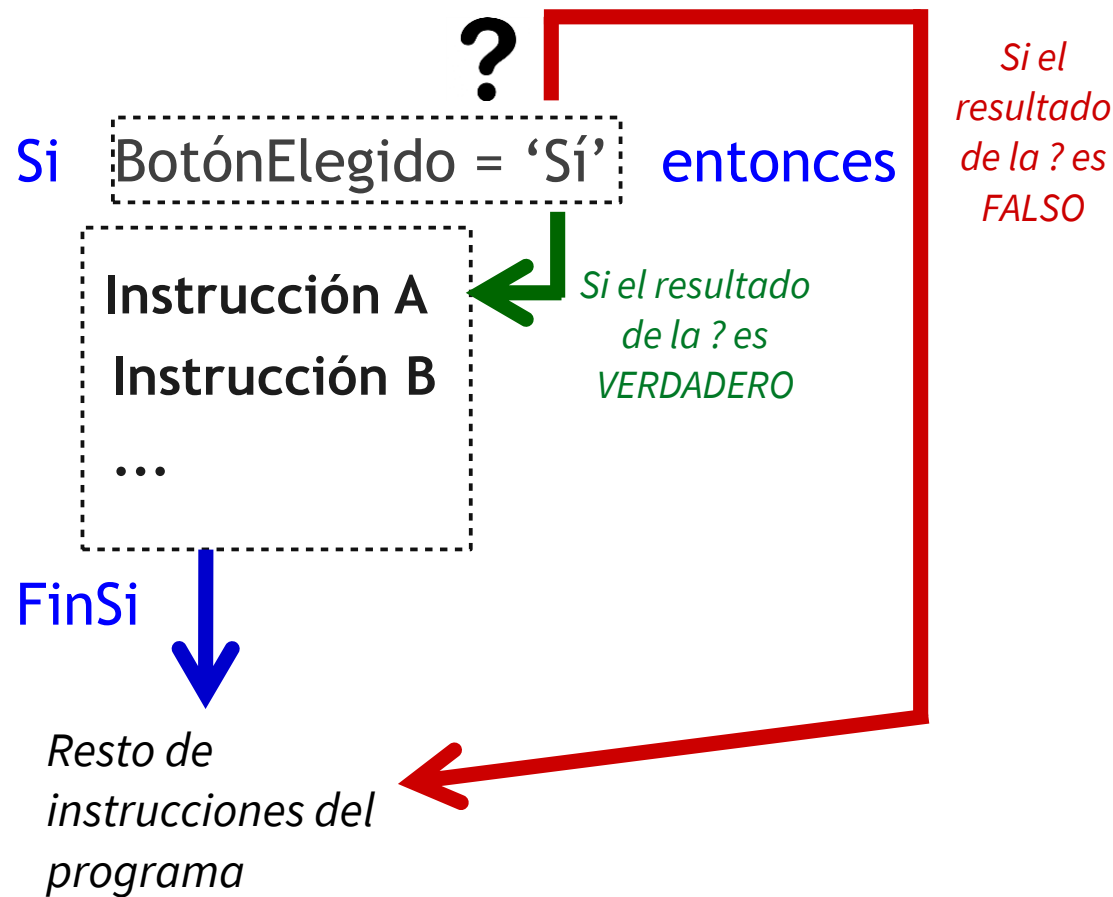 ?
Si BotónElegido = ‘Sí’ entonces
Si el
resultado
de la ? es
FALSO
Instrucción A
Instrucción B
...
Si el resultado
de la ? es
VERDADERO
FinSi
Resto de
instrucciones del
programa